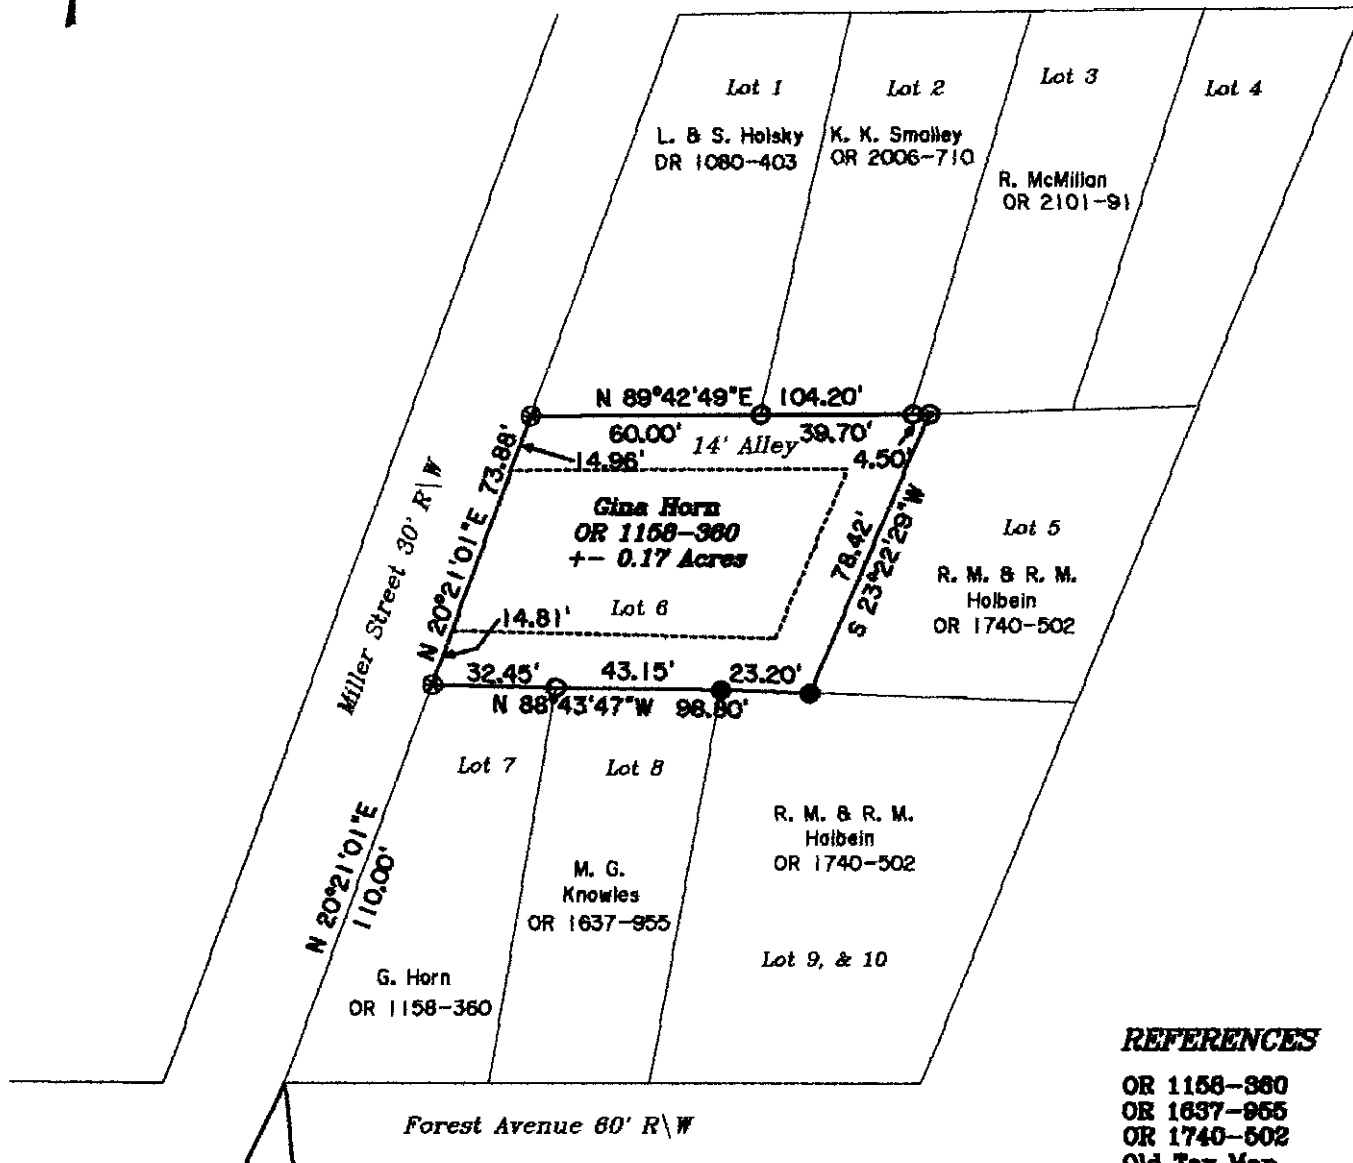 Lot 1
Lot 2
Lot 3
Lot 4
L. & S. Holsky
OR 1080-403
K. K. Smalley
OR 2006-710
R. McMillan
OR 2101-91
N 89°42'49"E 104.20'
60.00'
14' Alley
39.70'
4.50'
14.96'
N 20°21'01"E 73.88'
Miller Street 30' R\W
Gina Horn
OR 1158-360
+- 0.17 Acres
Lot 6
78.42'
S 23°22'29"W
Lot 5
R. M. & R. M.
Holbein
OR 1740-502
14.81'
32.45'
43.15'
23.20'
N 88°43'47"W 98.80'
Lot 7
Lot 8
N 20°21'01"E
110.00'
M. G.
Knowles
OR 1637-955
R. M. & R. M.
Holbein
OR 1740-502
Lot 9, & 10
G. Horn
OR 1158-360
Forest Avenue 60' R\W
REFERENCES
OR 1158-360
OR 1637-955
OR 1740-502
Old Tax Map